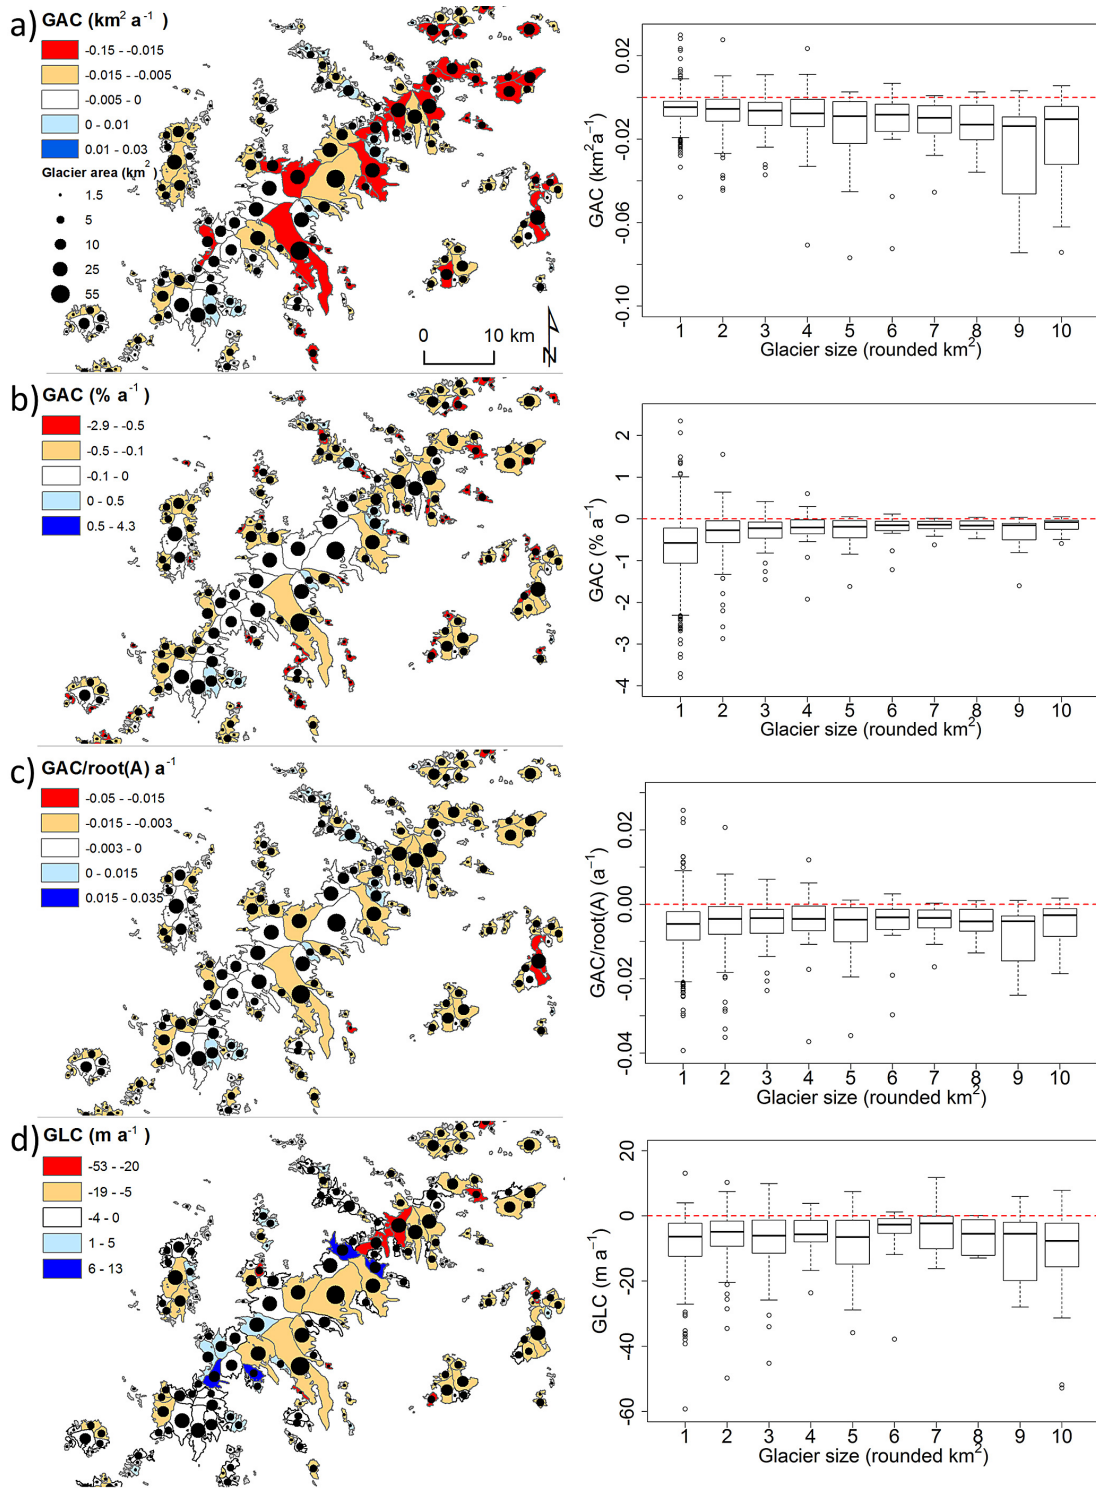 a)
GAC (km² a⁻¹)
-0.15 - -0.015
-0.015 - -0.005
-0.005 - 0
0 - 0.01
0.01 - 0.03
Glacier area (km²)
1.5
5
10
25
55
0 10 km
N
GAC (km²a⁻¹)
0.02
-0.02
-0.06
-0.10
1 2 3 4 5 6 7 8 9 10
Glacier size (rounded km²)
b)
GAC (% a⁻¹)
-2.9 - -0.5
-0.5 - -0.1
-0.1 - 0
0 - 0.5
0.5 - 4.3
GAC (% a⁻¹)
2
1
0
-1
-2
-3
-4
1 2 3 4 5 6 7 8 9 10
Glacier size (rounded km²)
c)
GAC/root(A) a⁻¹
-0.05 - -0.015
-0.015 - -0.003
-0.003 - 0
0 - 0.015
0.015 - 0.035
GAC/root(A) (a⁻¹)
0.02
0.00
-0.02
-0.04
1 2 3 4 5 6 7 8 9 10
Glacier size (rounded km²)
d)
GLC (m a⁻¹)
-53 - -20
-19 - -5
-4 - 0
1 - 5
6 - 13
GLC (m a⁻¹)
20
0
-20
-40
-60
1 2 3 4 5 6 7 8 9 10
Glacier size (rounded km²)